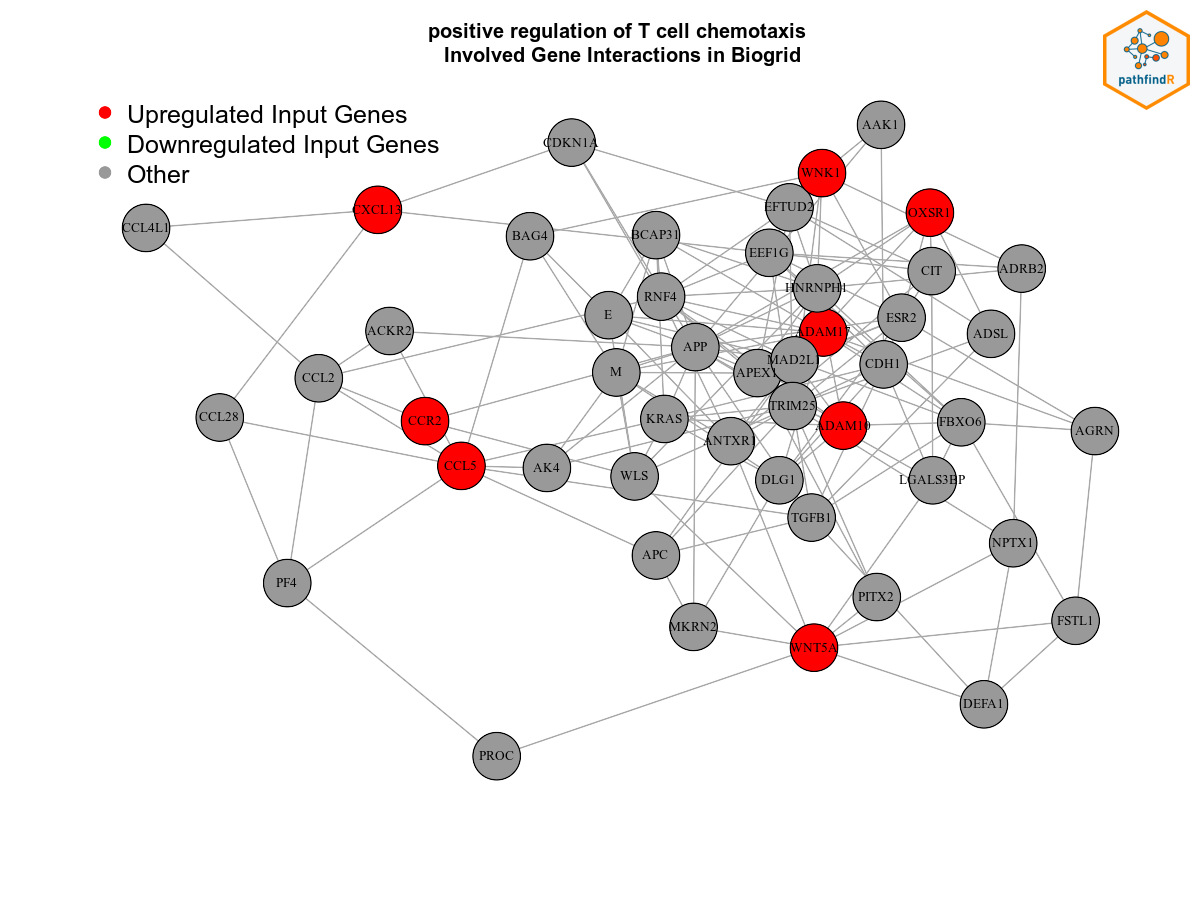 positive regulation of T cell chemotaxis
Involved Gene Interactions in Biogrid
pathfindR
Upregulated Input Genes
Downregulated Input Genes
Other
AAK1
CDKN1A
WNK1
EFTUD2
CXCL13
OXSR1
CCL4L1
BAG4
BCAP31
EEF1G
CIT
ADRB2
HNRNPH1
RNF4
E
ESR2
ACKR2
ADAM17
ADSL
APP
MAD2L1
CDH1
M
APEX1
CCL2
TRIM25
CCL28
CCR2
KRAS
ADAM10
FBXO6
AGRN
ANTXR1
CCL5
AK4
WLS
DLG1
LGALS3BP
TGFB1
APC
NPTX1
PF4
PITX2
MKRN2
FSTL1
WNT5A
DEFA1
PROC